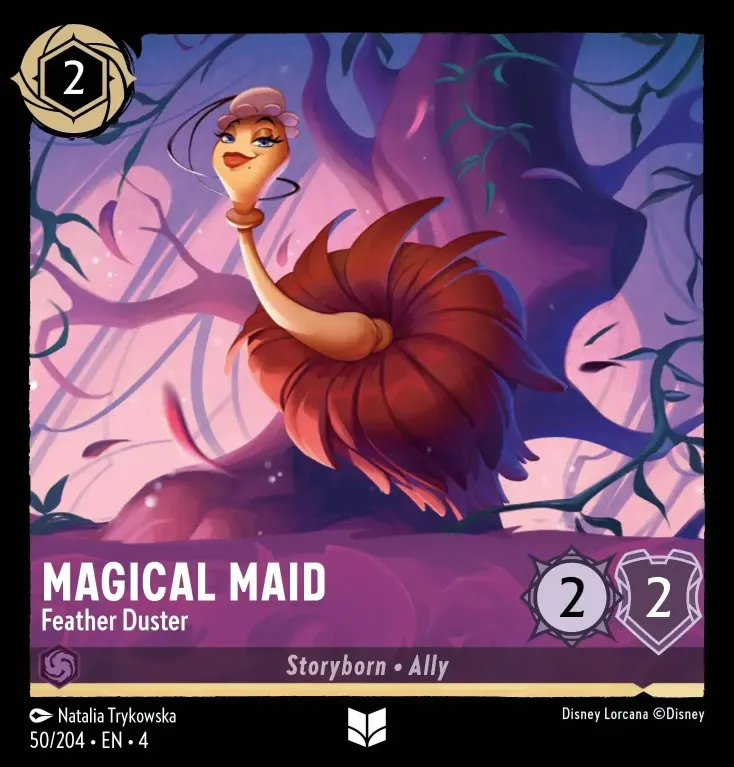 2
MAGICAL MAID
Feather Duster
2
2
Storyborn • Ally
Natalia Trykowska
Disney Lorcana ©Disney
50/204 • EN • 4